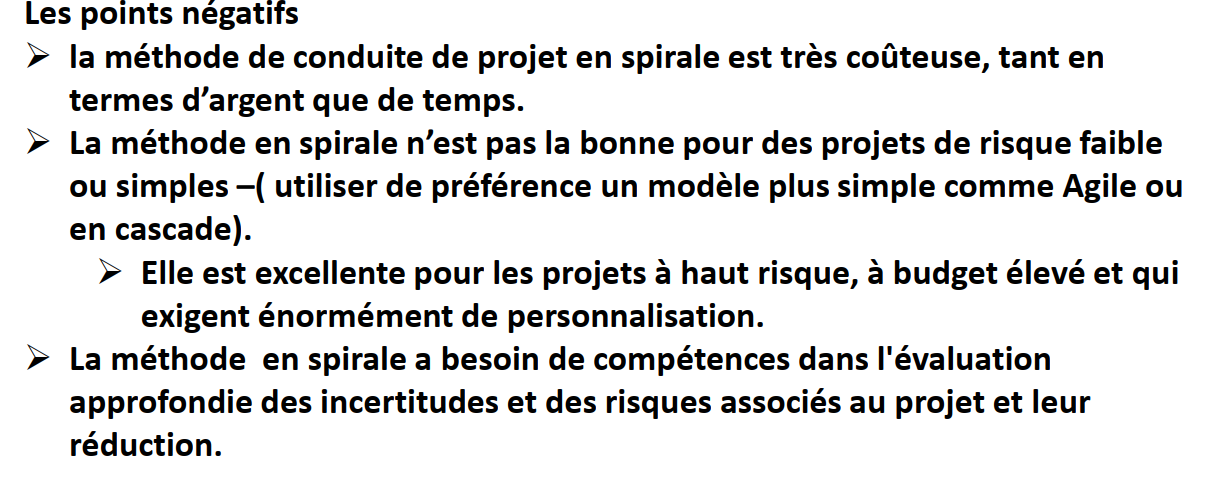 Les points négatifs
➢ la méthode de conduite de projet en spirale est très coûteuse, tant en
termes d’argent que de temps.
➢ La méthode en spirale n’est pas la bonne pour des projets de risque faible
ou simples –( utiliser de préférence un modèle plus simple comme Agile ou
en cascade).
➢ Elle est excellente pour les projets à haut risque, à budget élevé et qui
exigent énormément de personnalisation.
➢ La méthode  en spirale a besoin de compétences dans l'évaluation
approfondie des incertitudes et des risques associés au projet et leur
réduction.